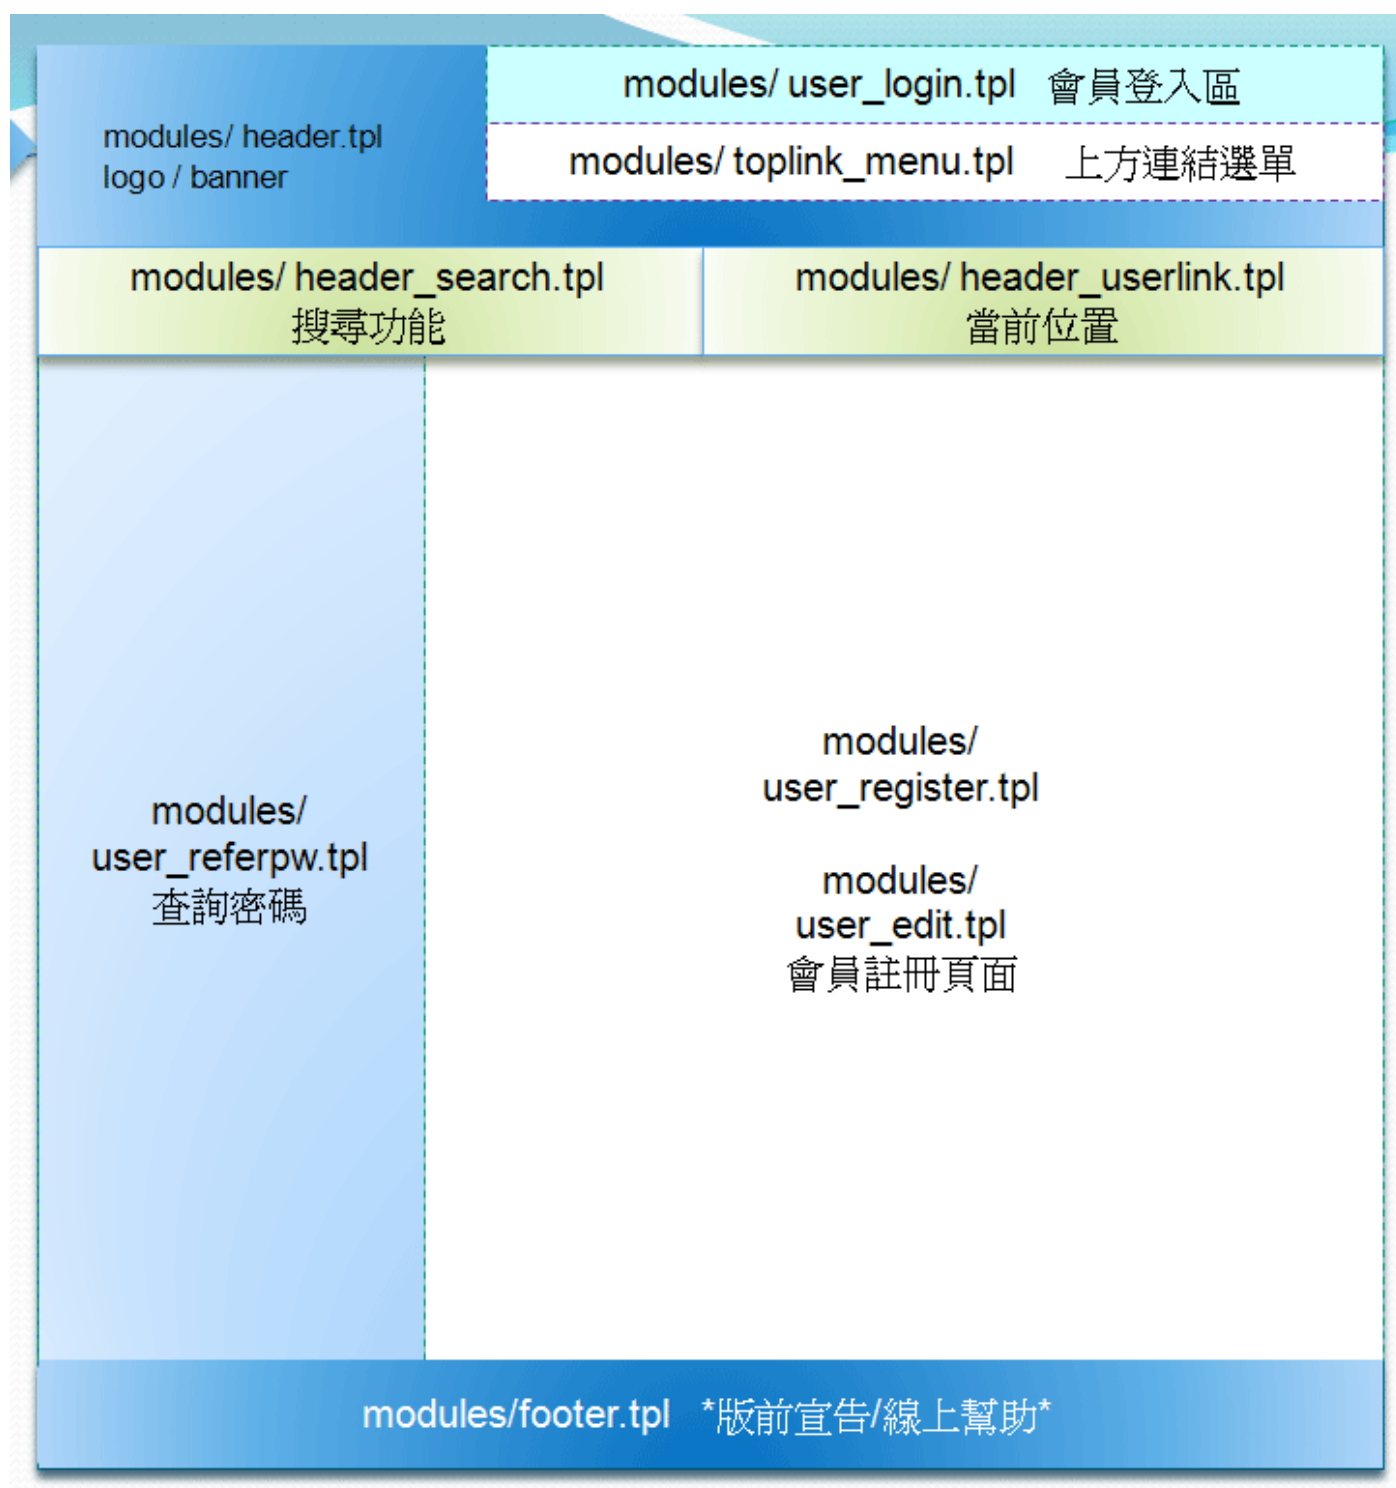 modules/ user_login.tpl 會員登入區
modules/ header.tpl
logo / banner
modules/ toplink_menu.tpl 上方連結選單
modules/ header_search.tpl
搜尋功能
modules/ header_userlink.tpl
當前位置
modules/
user_referpw.tpl
查詢密碼
modules/
user_register.tpl
modules/
user_edit.tpl
會員註冊頁面
modules/footer.tpl *版前宣告/線上幫助*